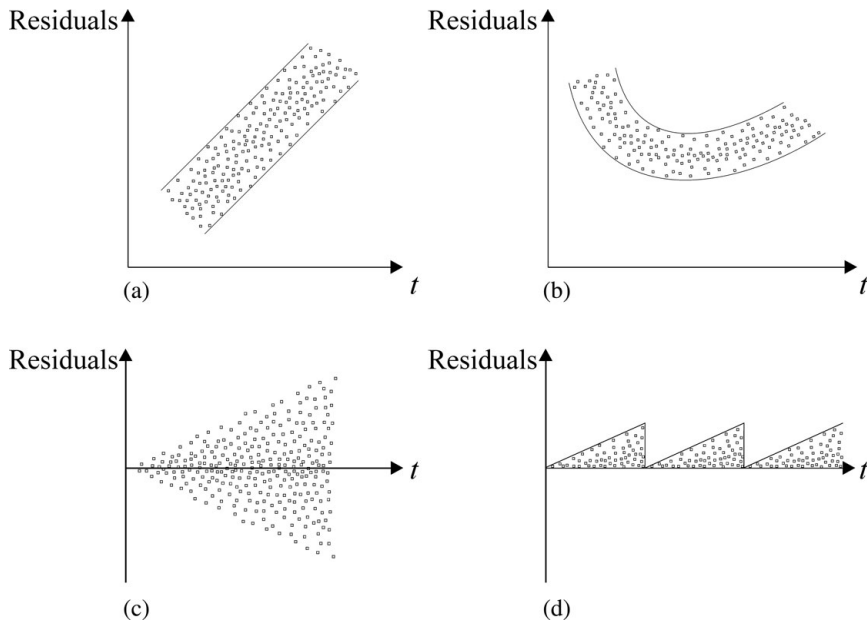 Residuals
t
(a)
Residuals
t
(b)
Residuals
t
(c)
Residuals
t
(d)